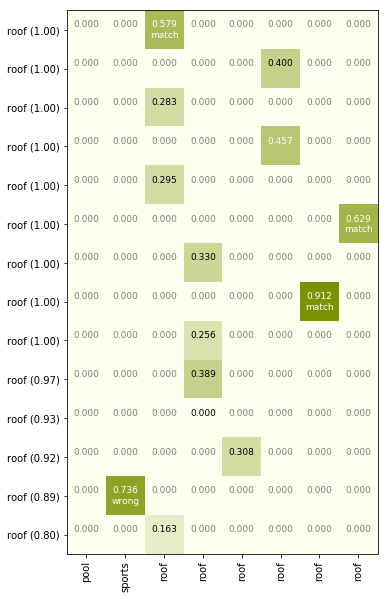 roof (1.00) 0.000 0.000 0.579 0.000 0.000 0.000 0.000 0.000
match
roof (1.00) 0.000 0.000 0.000 0.000 0.000 0.400 0.000 0.000
roof (1.00) 0.000 0.000 0.283 0.000 0.000 0.000 0.000 0.000
roof (1.00) 0.000 0.000 0.000 0.000 0.000 0.457 0.000 0.000
roof (1.00) 0.000 0.000 0.295 0.000 0.000 0.000 0.000 0.000
roof (1.00) 0.000 0.000 0.000 0.000 0.000 0.000 0.000 0.629
match
roof (1.00) 0.000 0.000 0.000 0.330 0.000 0.000 0.000 0.000
roof (1.00) 0.000 0.000 0.000 0.000 0.000 0.000 0.912 0.000
match
roof (1.00) 0.000 0.000 0.000 0.256 0.000 0.000 0.000 0.000
roof (0.97) 0.000 0.000 0.000 0.389 0.000 0.000 0.000 0.000
roof (0.93) 0.000 0.000 0.000 0.000 0.000 0.000 0.000 0.000
roof (0.92) 0.000 0.000 0.000 0.000 0.308 0.000 0.000 0.000
roof (0.89) 0.000 0.736 0.000 0.000 0.000 0.000 0.000 0.000
wrong
roof (0.80) 0.000 0.000 0.163 0.000 0.000 0.000 0.000 0.000
pool sports roof roof roof roof roof roof